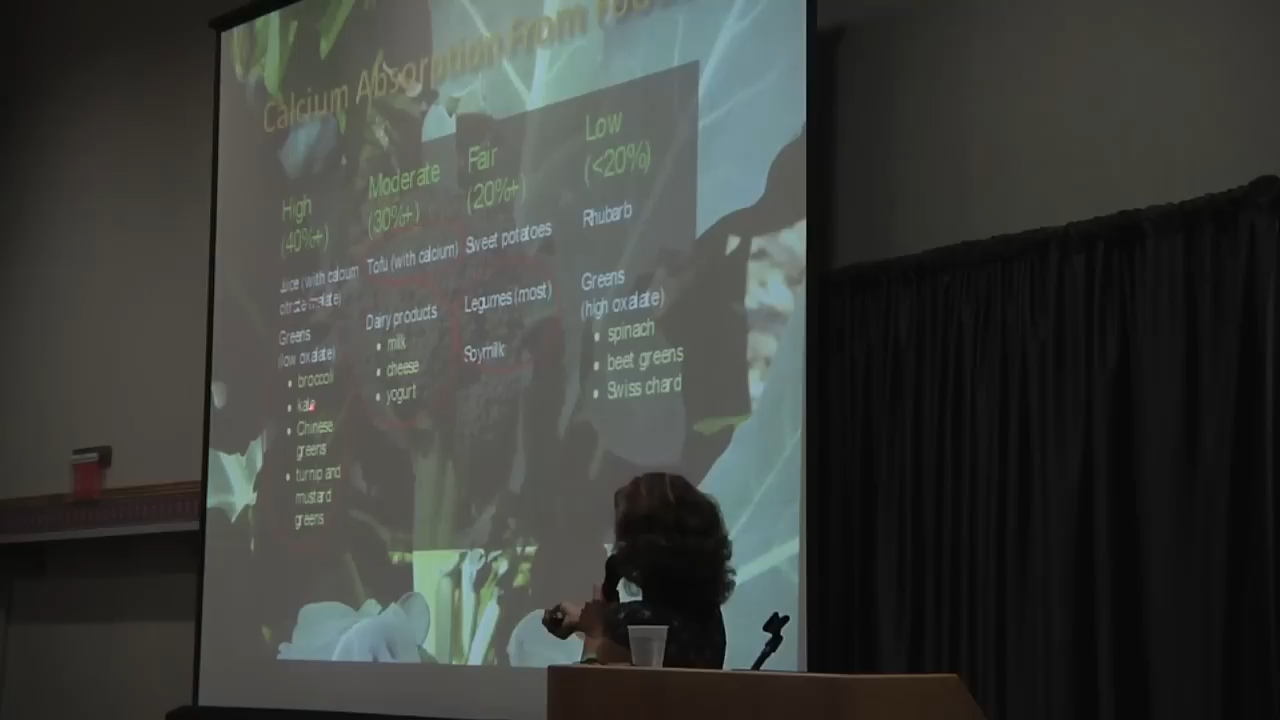 Calcium Absorption From
High
(40%+)
Juice (with calcium
citrate malate)
Greens
(low oxalate)
• broccoli
• kale
• Chinese
greens
• turnip and
mustard
greens
Moderate
(30%+)
Tofu (with calcium)
Dairy products
• milk
• cheese
• yogurt
Fair
(20%+)
Sweet potatoes
Legumes (most)
Soymilk
Low
(<20%)
Rhubarb
Greens
(high oxalate)
• spinach
• beet greens
• Swiss chard